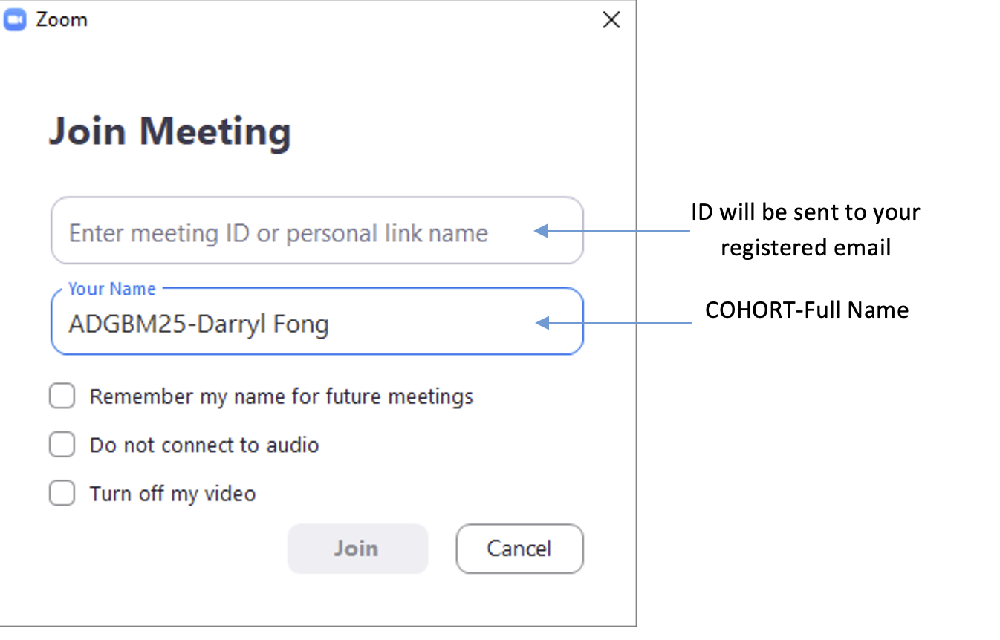 Zoom
Join Meeting
Enter meeting ID or personal link name
ID will be sent to your
registered email
Your Name
ADGBM25-Darryl Fong
COHORT-Full Name
Remember my name for future meetings
Do not connect to audio
Turn off my video
Join
Cancel